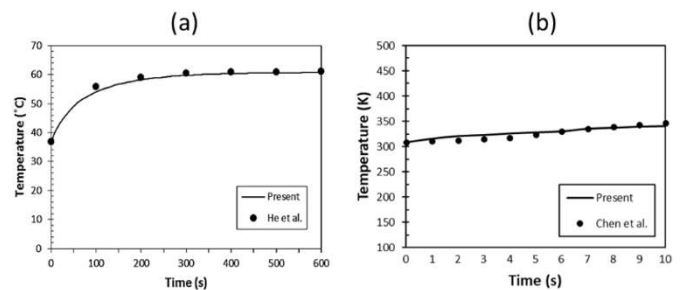 (a)
(b)
70
60
50
40
30
20
10
0
Temperature (˚C)
0 100 200 300 400 500 600
Time (s)
Present
He et al.
500
450
400
350
300
250
200
150
100
Temperature (K)
0 1 2 3 4 5 6 7 8 9 10
Time (s)
Present
Chen et al.